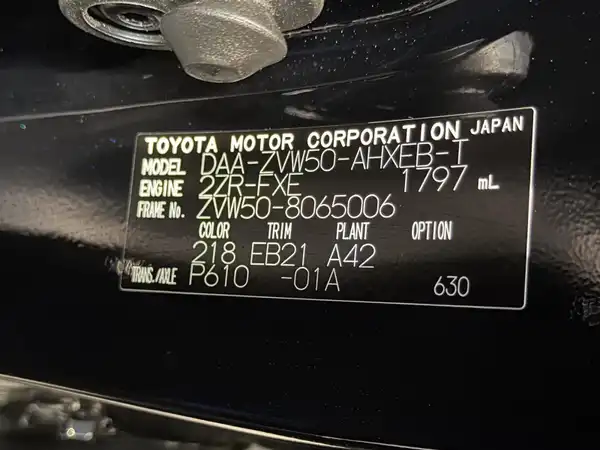 TOYOTA MOTOR CORPORATION JAPAN
MODEL DAA-ZVW50-AHXEB-T
ENGINE 2ZR-FXE 1797 mL
FRAME No. ZVW50-8065006
COLOR TRIM PLANT OPTION
218 EB21 A42
TRANS./AXLE P610 -01A 630